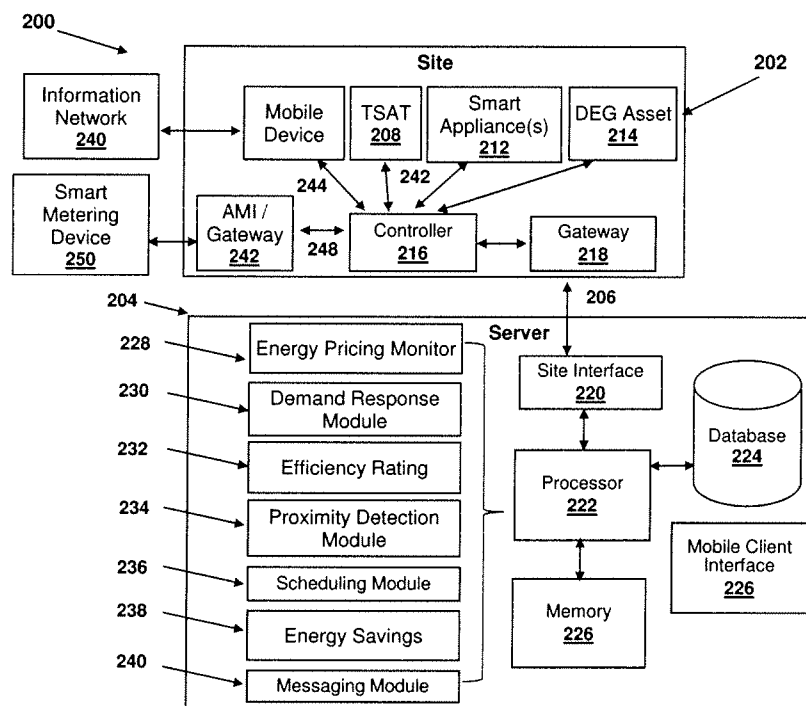 200
Site
202
Information
Network
240
Mobile
Device
TSAT
208
Smart
Appliance(s)
212
DEG Asset
214
244
242
Smart
Metering
Device
250
AMI /
Gateway
242
248
Controller
216
Gateway
218
204
206
Server
228
Energy Pricing Monitor
230
Demand Response
Module
232
Efficiency Rating
234
Proximity Detection
Module
236
Scheduling Module
238
Energy Savings
240
Messaging Module
Site Interface
220
Processor
222
Memory
226
Database
224
Mobile Client
Interface
226